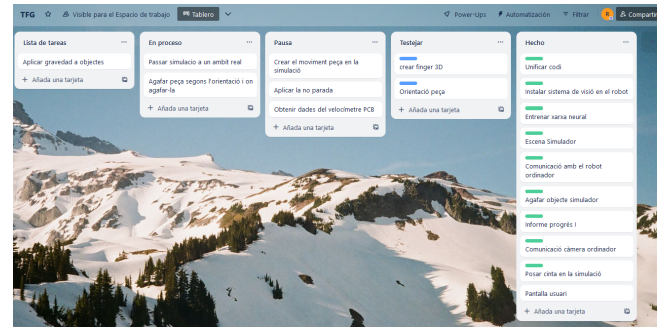 TFG Visible para el Espacio de trabajo Tablero Power-Ups Automatización Filtrar R Compartir
Lista de tareas
Aplicar gravedad a objectes
+ Añada una tarjeta
En proceso
Passar simulacio a un ambit real
Agafar peça segons l'orientació i on
agafar-la
+ Añada una tarjeta
Pausa
Crear el moviment peça en la
simulació
Aplicar la no parada
Obtenir dades del velocímetre PCB
+ Añada una tarjeta
Testejar
crear finger 3D
Orientació peça
+ Añada una tarjeta
Hecho
Unificar codi
Instalar sistema de visió en el robot
Entrenar xarxa neural
Escena Simulador
Comunicació amb el robot
ordinador
Agafar objecte simulador
Informe progrés I
Comunicació càmera ordinador
Posar cinta en la simulació
Pantalla usuari
+ Añada una tarjeta